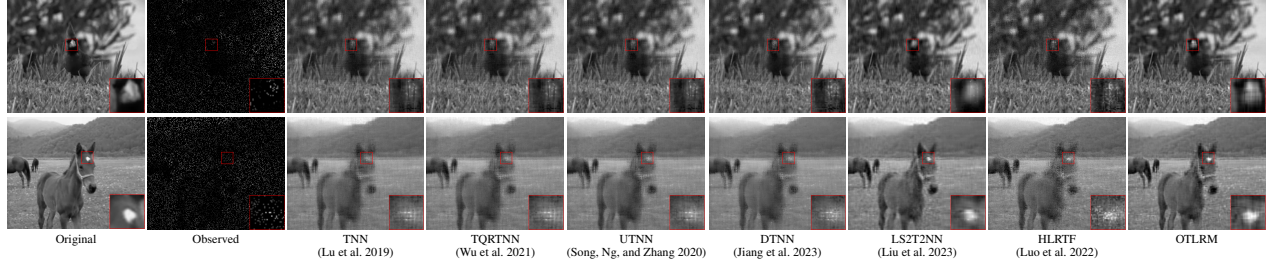 Original Observed TNN TQRTNN UTNN DTNN LS2T2NN HLRTF OTLRM
(Lu et al. 2019) (Wu et al. 2021) (Song, Ng, and Zhang 2020) (Jiang et al. 2023) (Liu et al. 2023) (Luo et al. 2022)